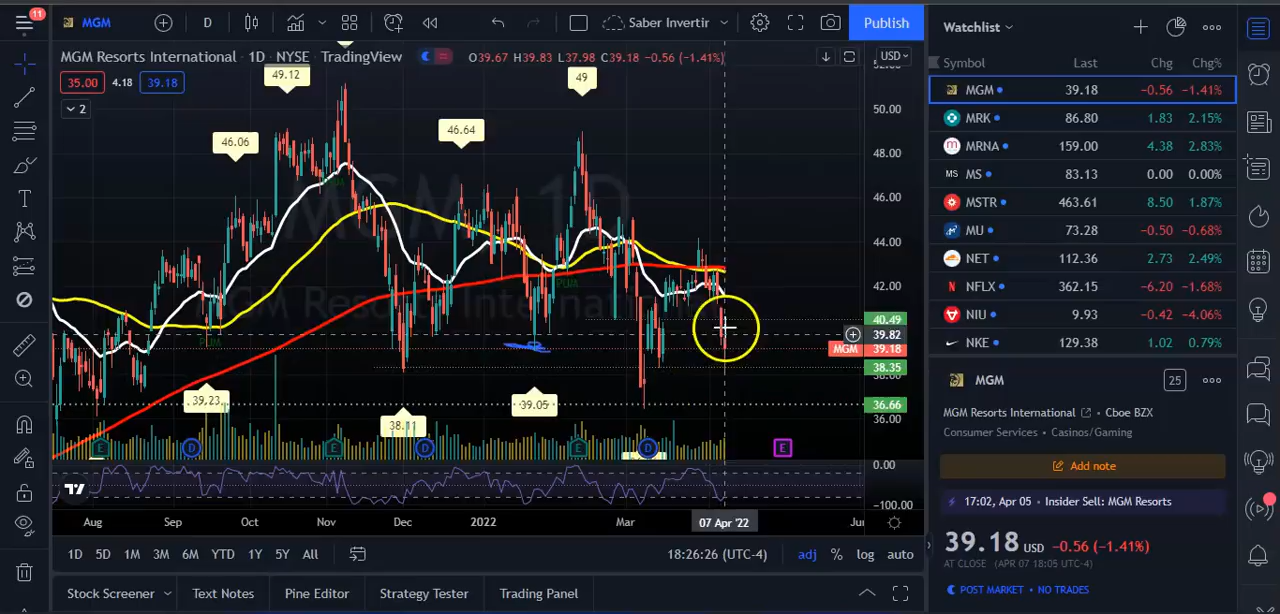 11
MGM D Saber Invertir Publish
MGM Resorts International · 1D · NYSE · TradingView O39.67 H39.83 L37.98 C39.18 −0.56 (−1.41%) USD
35.00 4.18 39.18
2
MGM 1D
MGM Resorts International
49.12
49
46.06
46.64
39.23
38.11
39.05
PUJA
PUJA
50.00
48.00
46.00
44.00
42.00
40.49
39.82
MGM 39.18
38.35
36.66
36.00
0.00
−100.00
E D E D E D E
Aug Sep Oct Nov Dec 2022 Mar 07 Apr '22 Jun
1D 5D 1M 3M 6M YTD 1Y 5Y All 18:26:26 (UTC-4) adj % log auto
Stock Screener Text Notes Pine Editor Strategy Tester Trading Panel
Watchlist
Symbol Last Chg Chg%
MGM 39.18 −0.56 −1.41%
MRK 86.80 1.83 2.15%
MRNA 159.00 4.38 2.83%
MS MS 83.13 0.00 0.00%
MSTR 463.61 8.50 1.87%
MU 73.28 −0.50 −0.68%
NET 112.36 2.73 2.49%
NFLX 362.15 −6.20 −1.68%
NIU 9.93 −0.42 −4.06%
NKE 129.38 1.02 0.79%
MGM 25
MGM Resorts International • Cboe BZX
Consumer Services • Casinos/Gaming
Add note
17:02, Apr 05 • Insider Sell: MGM Resorts
39.18 USD −0.56 (−1.41%)
AT CLOSE (APR 07 18:05 UTC-4)
POST MARKET • NO TRADES